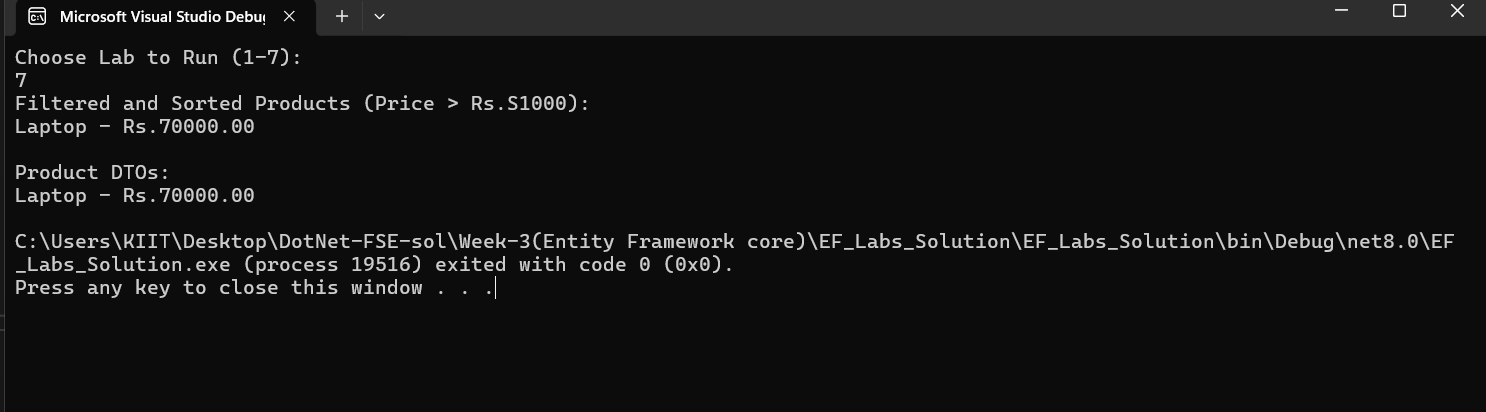 Microsoft Visual Studio Debu
Choose Lab to Run (1-7):
7
Filtered and Sorted Products (Price > Rs.S1000):
Laptop - Rs.70000.00
Product DTOs:
Laptop - Rs.70000.00
C:\Users\KIIT\Desktop\DotNet-FSE-sol\Week-3(Entity Framework core)\EF_Labs_Solution\EF_Labs_Solution\bin\Debug\net8.0\EF
_Labs_Solution.exe (process 19516) exited with code 0 (0x0).
Press any key to close this window . . .